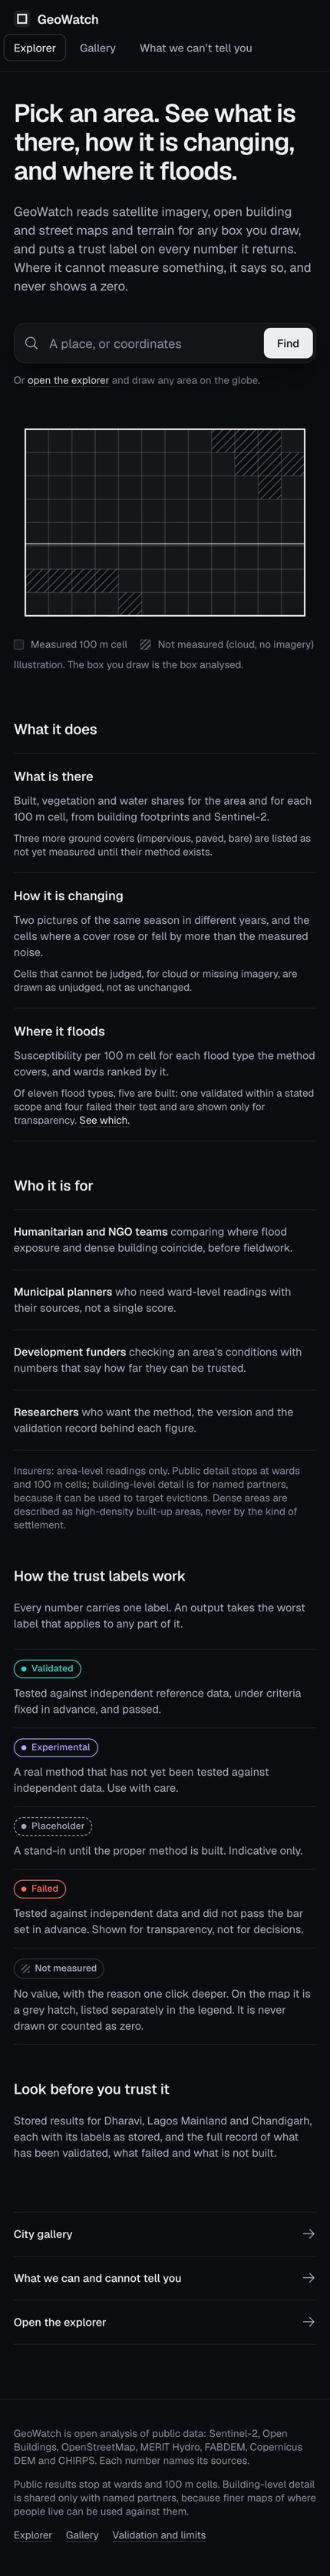 GeoWatch
Explorer
Gallery
What we can't tell you
Pick an area. See what is
there, how it is changing,
and where it floods.
GeoWatch reads satellite imagery, open building
and street maps and terrain for any box you draw,
and puts a trust label on every number it returns.
Where it cannot measure something, it says so, and
never shows a zero.
A place, or coordinates
Find
Or open the explorer and draw any area on the globe.
Measured 100 m cell
Not measured (cloud, no imagery)
Illustration. The box you draw is the box analysed.
What it does
What is there
Built, vegetation and water shares for the area and for each
100 m cell, from building footprints and Sentinel-2.
Three more ground covers (impervious, paved, bare) are listed as
not yet measured until their method exists.
How it is changing
Two pictures of the same season in different years, and the
cells where a cover rose or fell by more than the measured
noise.
Cells that cannot be judged, for cloud or missing imagery, are
drawn as unjudged, not as unchanged.
Where it floods
Susceptibility per 100 m cell for each flood type the method
covers, and wards ranked by it.
Of eleven flood types, five are built: one validated within a stated
scope and four failed their test and are shown only for
transparency. See which.
Who it is for
Humanitarian and NGO teams comparing where flood
exposure and dense building coincide, before fieldwork.
Municipal planners who need ward-level readings with
their sources, not a single score.
Development funders checking an area's conditions with
numbers that say how far they can be trusted.
Researchers who want the method, the version and the
validation record behind each figure.
Insurers: area-level readings only. Public detail stops at wards
and 100 m cells; building-level detail is for named partners,
because it can be used to target evictions. Dense areas are
described as high-density built-up areas, never by the kind of
settlement.
How the trust labels work
Every number carries one label. An output takes the worst
label that applies to any part of it.
Validated
Tested against independent reference data, under criteria
fixed in advance, and passed.
Experimental
A real method that has not yet been tested against
independent data. Use with care.
Placeholder
A stand-in until the proper method is built. Indicative only.
Failed
Tested against independent data and did not pass the bar
set in advance. Shown for transparency, not for decisions.
Not measured
No value, with the reason one click deeper. On the map it is
a grey hatch, listed separately in the legend. It is never
drawn or counted as zero.
Look before you trust it
Stored results for Dharavi, Lagos Mainland and Chandigarh,
each with its labels as stored, and the full record of what
has been validated, what failed and what is not built.
City gallery
What we can and cannot tell you
Open the explorer
GeoWatch is open analysis of public data: Sentinel-2, Open
Buildings, OpenStreetMap, MERIT Hydro, FABDEM, Copernicus
DEM and CHIRPS. Each number names its sources.
Public results stop at wards and 100 m cells. Building-level detail
is shared only with named partners, because finer maps of where
people live can be used against them.
Explorer
Gallery
Validation and limits